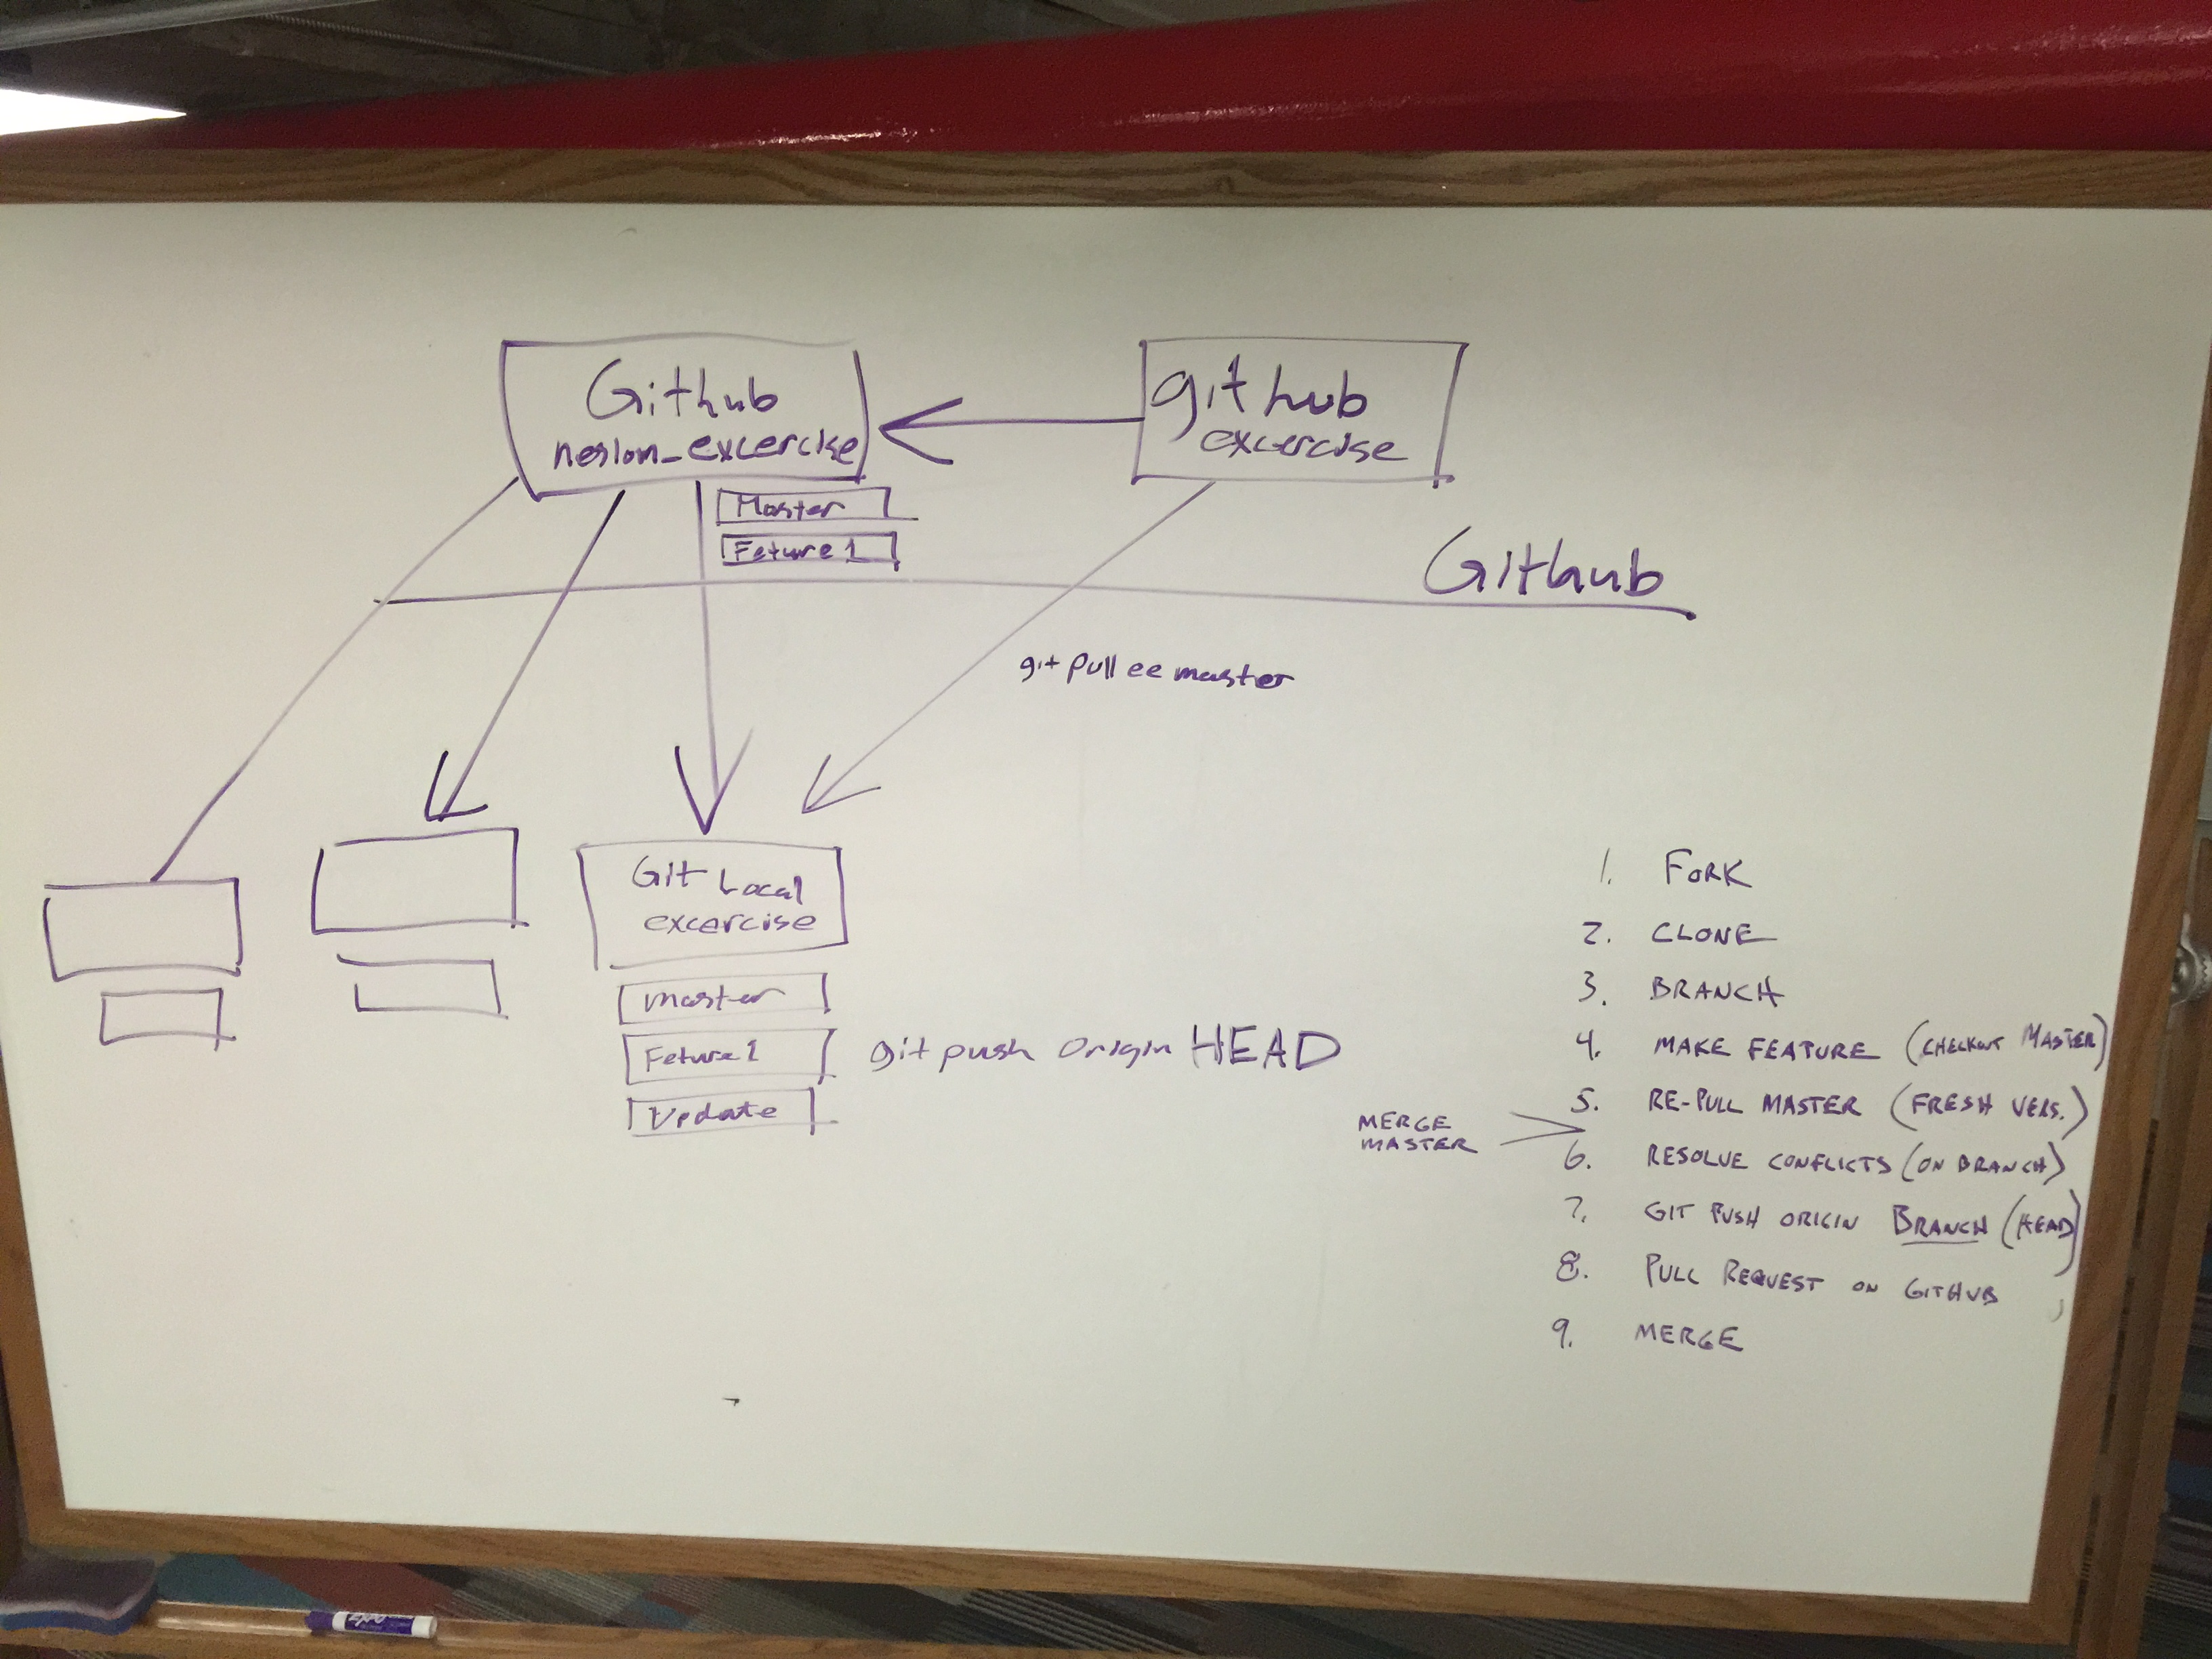 Github
neslon_excercise
git hub
excercise
Master
Feture 1
Github
git pull ee master
Git Local
excercise
master
Feture 1
Update
git push origin HEAD
1. FORK
2. CLONE
3. BRANCH
4. MAKE FEATURE (CHECKOUT MASTER)
5. RE-PULL MASTER (FRESH VERS.)
MERGE
MASTER
6. RESOLVE CONFLICTS (ON BRANCH)
7. GIT PUSH ORIGIN BRANCH (HEAD)
8. PULL REQUEST ON GITHUB
9. MERGE
EXPO